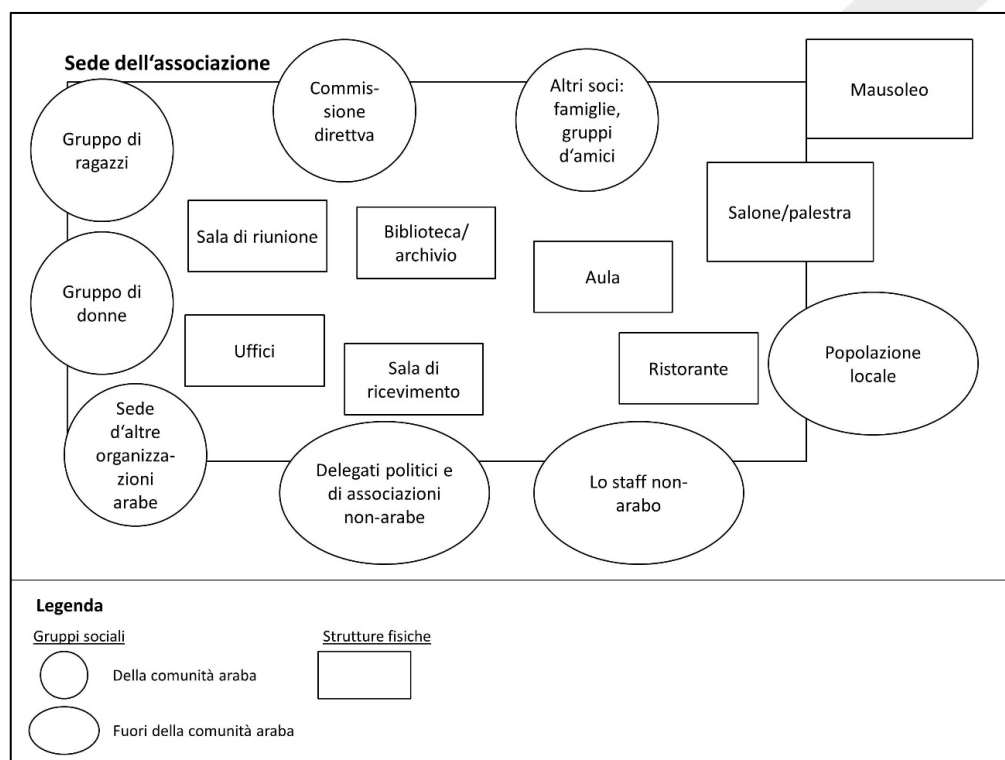 Sede dell‘associazione
Commis-
sione
direttva
Altri soci:
famiglie,
gruppi
d‘amici
Mausoleo
Gruppo di
ragazzi
Salone/palestra
Sala di riunione
Biblioteca/
archivio
Aula
Gruppo di
donne
Uffici
Sala di
ricevimento
Ristorante
Popolazione
locale
Sede
d‘altre
organizza-
zioni
arabe
Delegati politici e
di associazioni
non-arabe
Lo staff non-
arabo
Legenda
Gruppi sociali
Strutture fisiche
Della comunità araba
Fuori della comunità araba